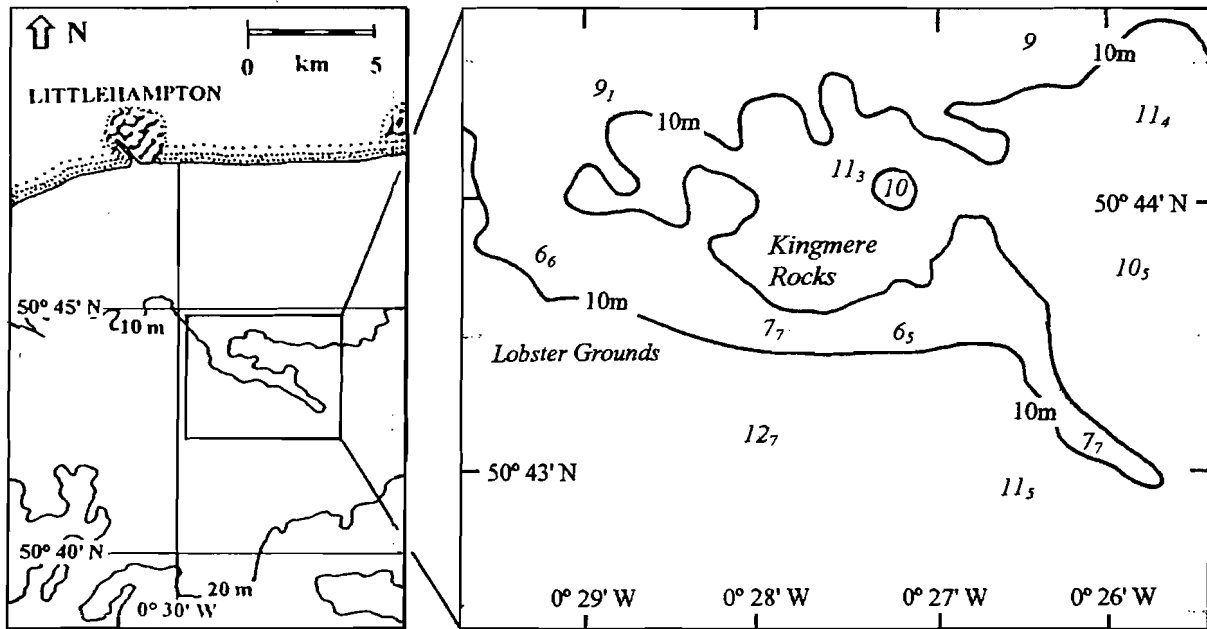 N
0 km 5
LITTLEHAMPTON
50° 45' N
10 m
50° 40' N
20 m
0° 30' W
9
10m
9₁
10m
11₄
11₃
10
50° 44' N
Kingmere
Rocks
6₆
10₅
10m
7₇
6₅
Lobster Grounds
10m
12₇
7₇
50° 43' N
11₅
0° 29' W 0° 28' W 0° 27' W 0° 26' W